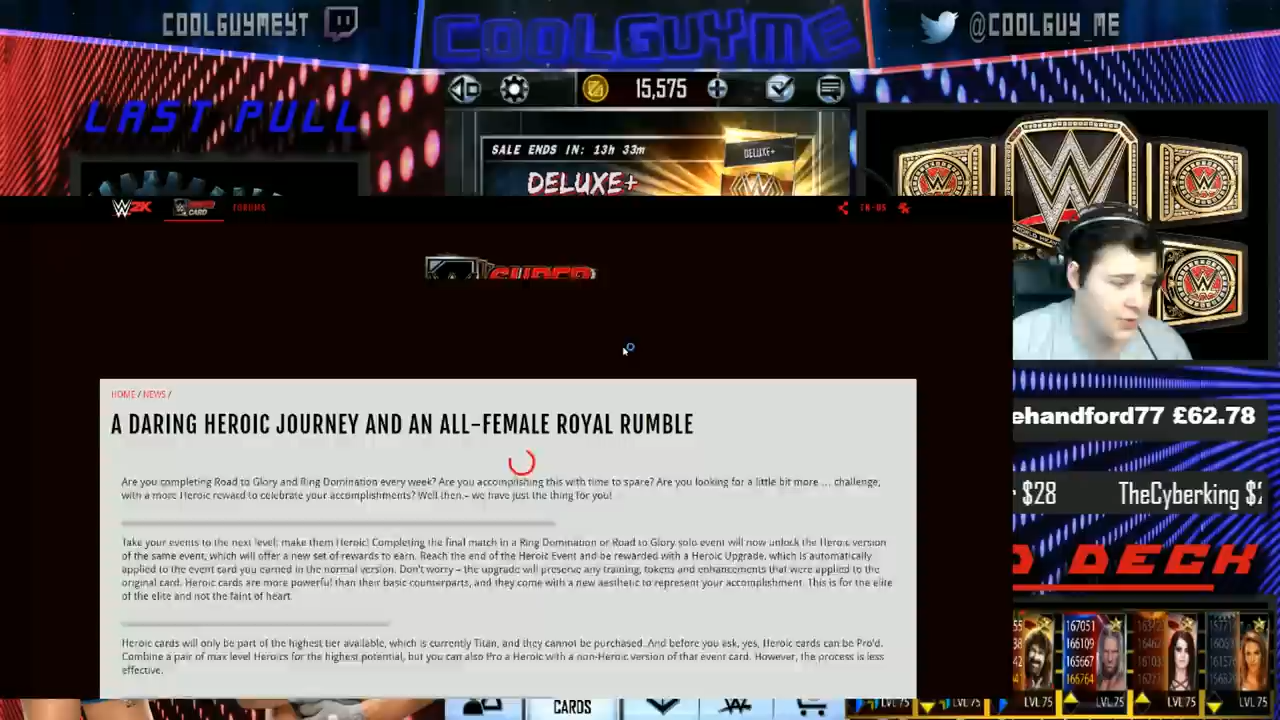 COOLGUYMEYT
COOLGUYME
@COOLGUY_ME
LAST PULL
15,575
SALE ENDS IN: 13h 33m
DELUXE+
DELUXE+
W2K
CARD
FORUMS
EN-US
SUPER
HOME / NEWS /
A DARING HEROIC JOURNEY AND AN ALL-FEMALE ROYAL RUMBLE
Are you completing Road to Glory and Ring Domination every week? Are you accomplishing this with time to spare? Are you looking for a little bit more ... challenge,
with a more Heroic reward to celebrate your accomplishments? Well then – we have just the thing for you!
Take your events to the next level: make them Heroic! Completing the final match in a Ring Domination or Road to Glory solo event will now unlock the Heroic version
of the same event, which will offer a new set of rewards to earn. Reach the end of the Heroic Event and be rewarded with a Heroic Upgrade, which is automatically
applied to the event card you earned in the normal version. Don't worry – the upgrade will preserve any training, tokens and enhancements that were applied to the
original card. Heroic cards are more powerful than their basic counterparts, and they come with a new aesthetic to represent your accomplishment. This is for the elite
of the elite and not the faint of heart.
Heroic cards will only be part of the highest tier available, which is currently Titan, and they cannot be purchased. And before you ask, yes, Heroic cards can be Pro'd.
Combine a pair of max level Heroics for the highest potential, but you can also Pro a Heroic with a non-Heroic version of that event card. However, the process is less
effective.
ehandford77 £62.78
r $28 TheCyberking $
D DECK
167051
166109
165667
166764
LVL 75
LVL 75
LVL 75
LVL 75
CARDS